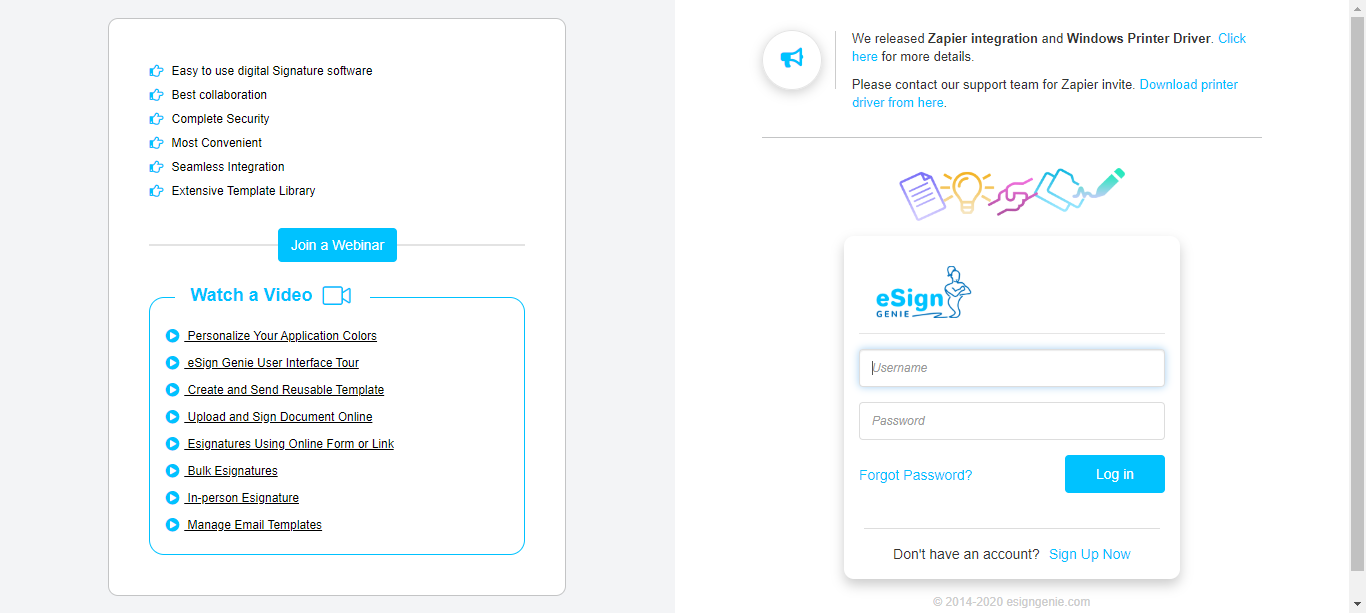 Easy to use digital Signature software
Best collaboration
Complete Security
Most Convenient
Seamless Integration
Extensive Template Library
Join a Webinar
Watch a Video
Personalize Your Application Colors
eSign Genie User Interface Tour
Create and Send Reusable Template
Upload and Sign Document Online
Esignatures Using Online Form or Link
Bulk Esignatures
In-person Esignature
Manage Email Templates
We released Zapier integration and Windows Printer Driver. Click
here for more details.
Please contact our support team for Zapier invite. Download printer
driver from here.
eSign
GENIE
Username
Password
Forgot Password?
Log in
Don't have an account? Sign Up Now
© 2014-2020 esigngenie.com